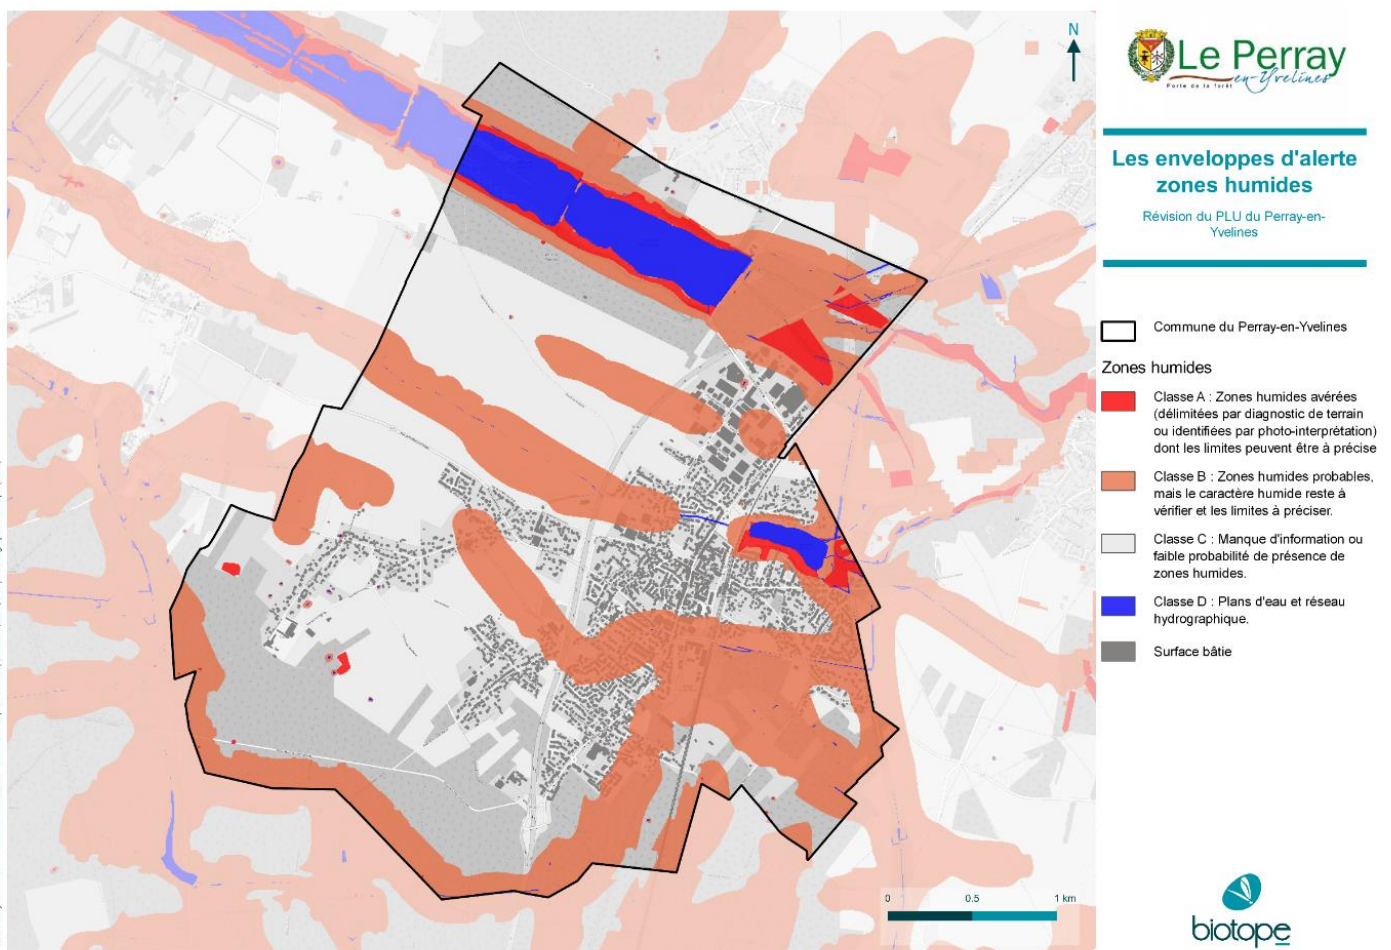 N
Le Perray
en-Yvelines
Porte de la forêt
Les enveloppes d'alerte
zones humides
Révision du PLU du Perray-en-
Yvelines
Commune du Perray-en-Yvelines
Zones humides
Classe A : Zones humides avérées
(délimitées par diagnostic de terrain
ou identifiées par photo-interprétation)
dont les limites peuvent être à précise
Classe B : Zones humides probables,
mais le caractère humide reste à
vérifier et les limites à préciser.
Classe C : Manque d'information ou
faible probabilité de présence de
zones humides.
Classe D : Plans d'eau et réseau
hydrographique.
Surface bâtie
0 0.5 1 km
biotope